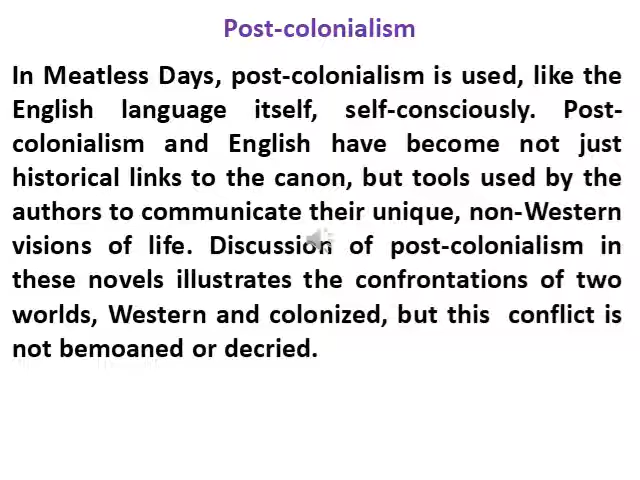 Post-colonialism
In Meatless Days, post-colonialism is used, like the
English language itself, self-consciously. Post-
colonialism and English have become not just
historical links to the canon, but tools used by the
authors to communicate their unique, non-Western
visions of life. Discussion of post-colonialism in
these novels illustrates the confrontations of two
worlds, Western and colonized, but this  conflict is
not bemoaned or decried.